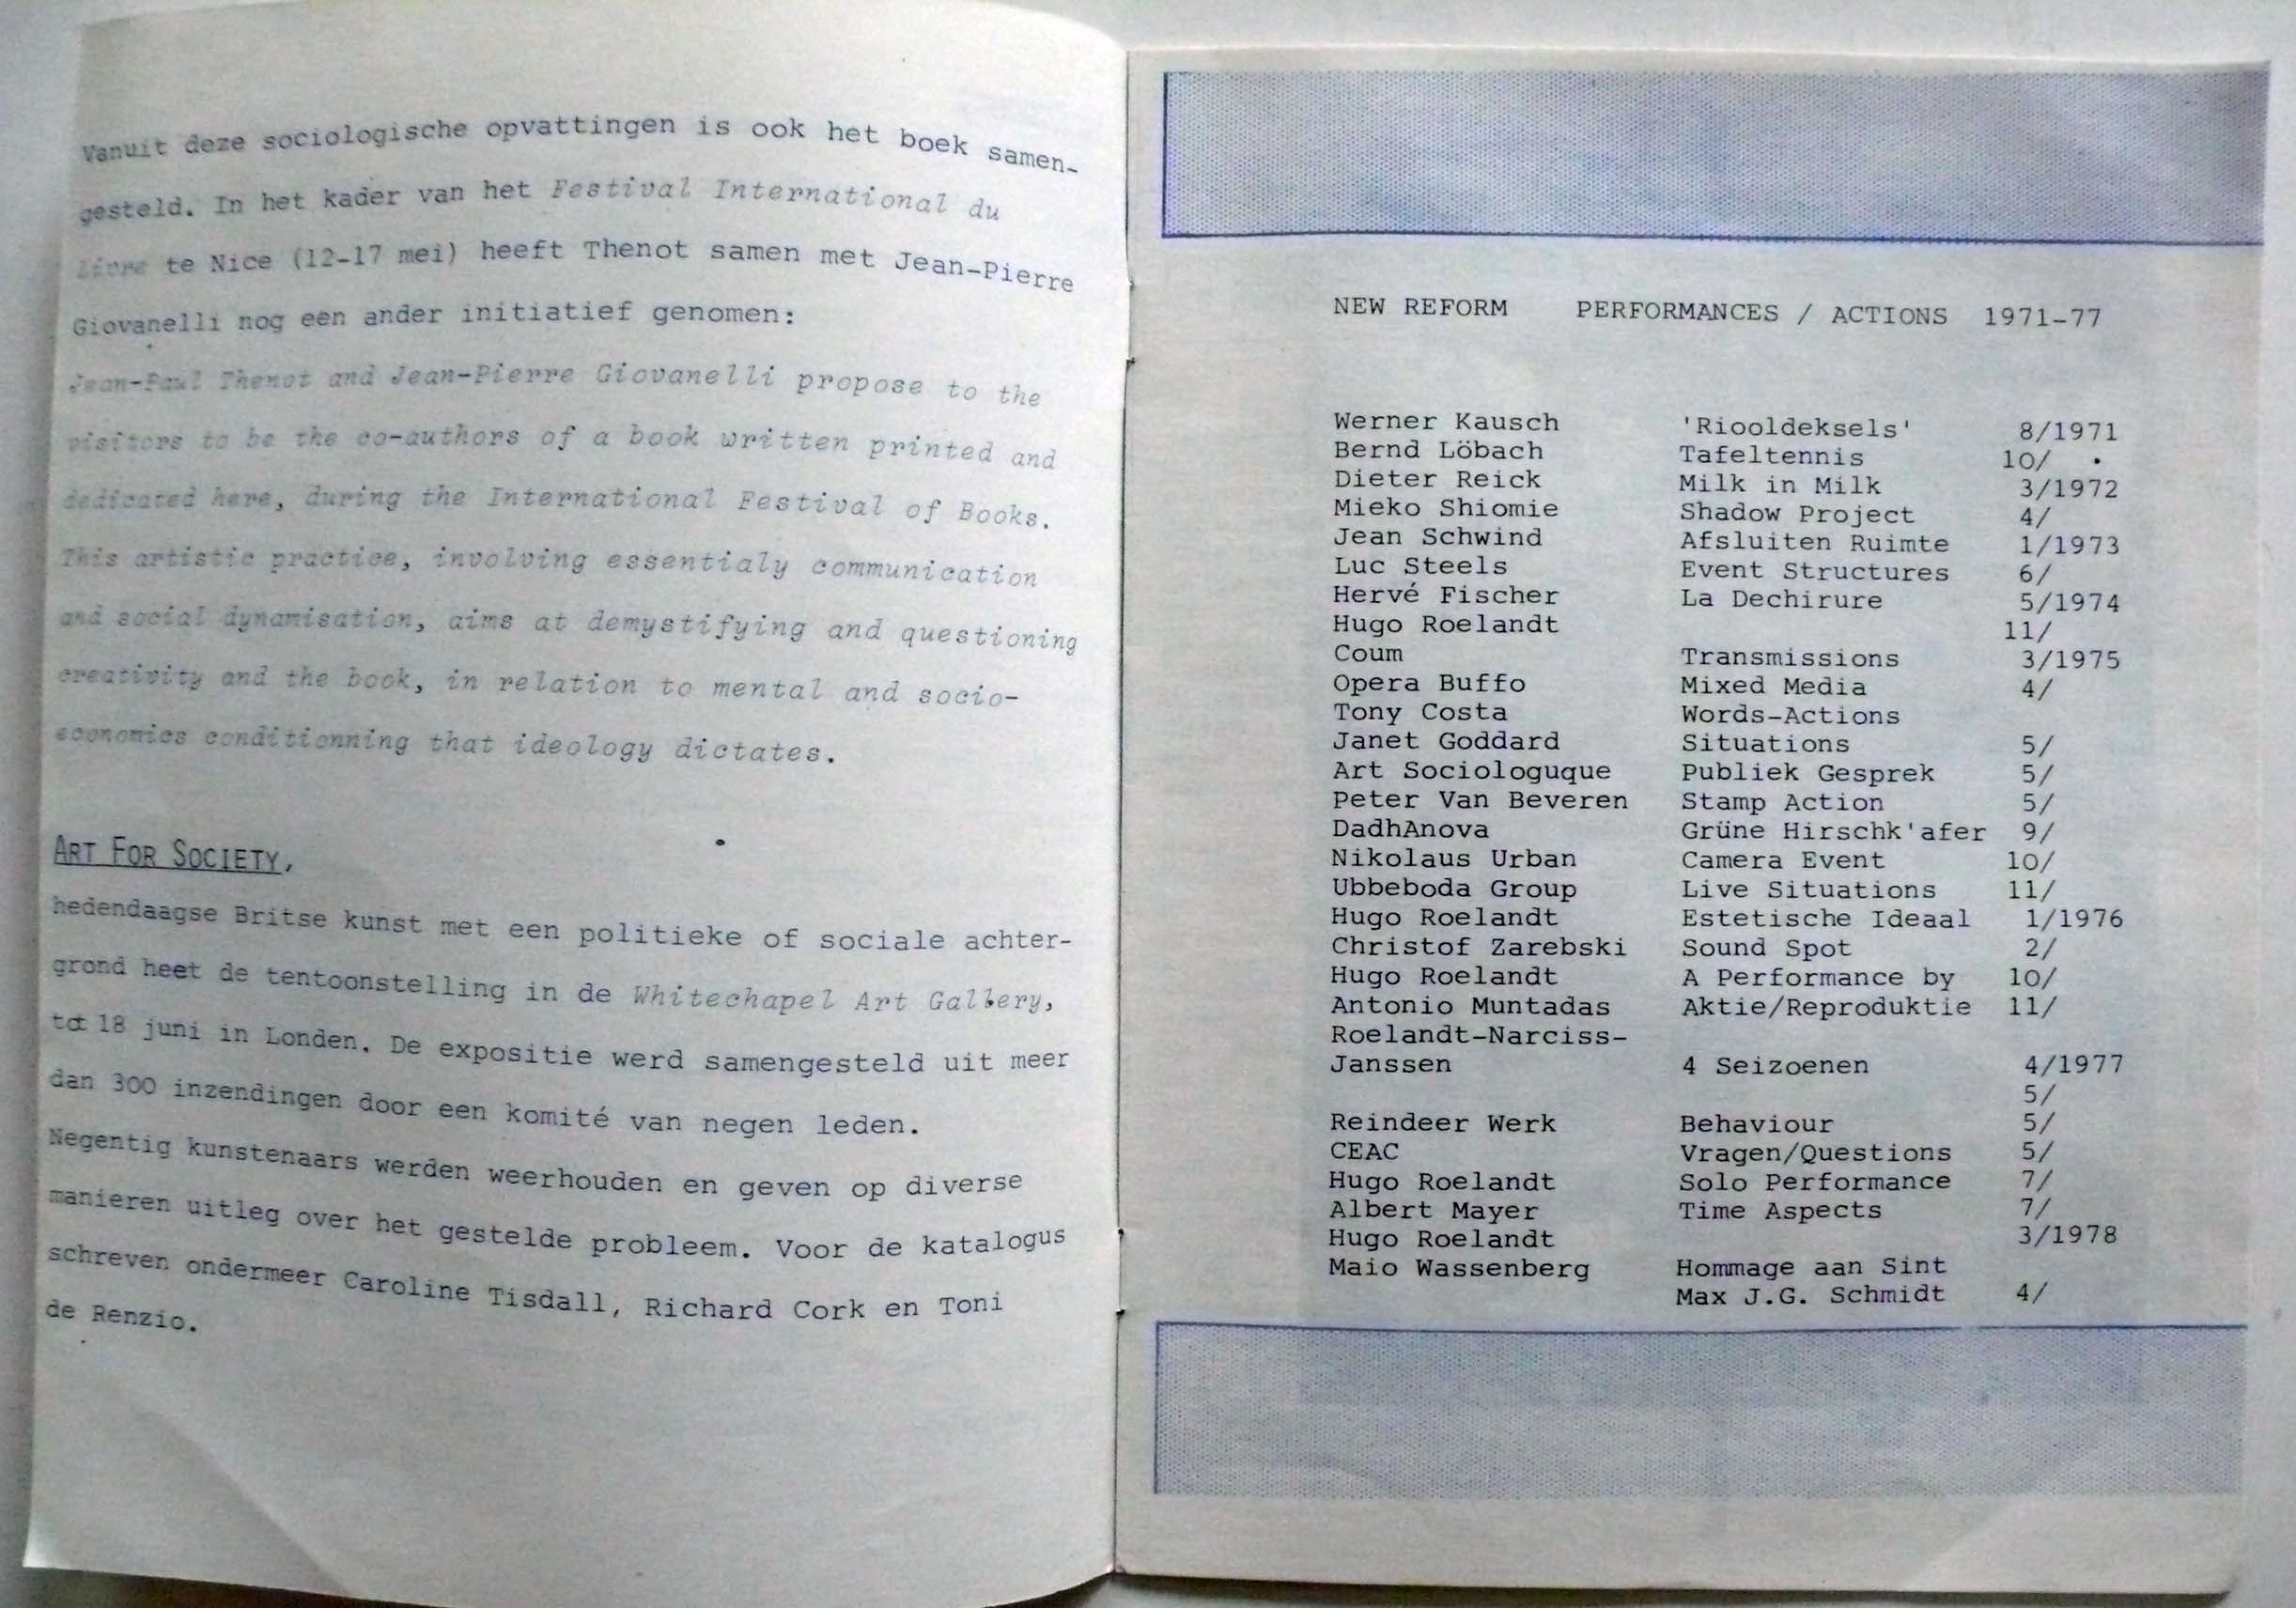 Vanuit deze sociologische opvattingen is ook het boek samen-
gesteld. In het kader van het Festival International du
Livre te Nice (12-17 mei) heeft Thenot samen met Jean-Pierre
Giovanelli nog een ander initiatief genomen:
Jean-Paul Thenot and Jean-Pierre Giovanelli propose to the
visitors to be the co-authors of a book written printed and
dedicated here, during the International Festival of Books.
This artistic practice, involving essentialy communication
and social dynamisation, aims at demystifying and questioning
creativity and the book, in relation to mental and socio-
economics conditionning that ideology dictates.
ART FOR SOCIETY,
hedendaagse Britse kunst met een politieke of sociale achter-
grond heet de tentoonstelling in de Whitechapel Art Gallery,
tot 18 juni in Londen. De expositie werd samengesteld uit meer
dan 300 inzendingen door een komité van negen leden.
Negentig kunstenaars werden weerhouden en geven op diverse
manieren uitleg over het gestelde probleem. Voor de katalogus
schreven ondermeer Caroline Tisdall, Richard Cork en Toni
de Renzio.
NEW REFORM PERFORMANCES / ACTIONS 1971-77
Werner Kausch 'Riooldeksels' 8/1971
Bernd Löbach Tafeltennis 10/
Dieter Reick Milk in Milk 3/1972
Mieko Shiomie Shadow Project 4/
Jean Schwind Afsluiten Ruimte 1/1973
Luc Steels Event Structures 6/
Hervé Fischer La Dechirure 5/1974
Hugo Roelandt 11/
Coum Transmissions 3/1975
Opera Buffo Mixed Media 4/
Tony Costa Words-Actions
Janet Goddard Situations 5/
Art Sociologuque Publiek Gesprek 5/
Peter Van Beveren Stamp Action 5/
DadhAnova Grüne Hirschk'afer 9/
Nikolaus Urban Camera Event 10/
Ubbeboda Group Live Situations 11/
Hugo Roelandt Estetische Ideaal 1/1976
Christof Zarebski Sound Spot 2/
Hugo Roelandt A Performance by 10/
Antonio Muntadas Aktie/Reproduktie 11/
Roelandt-Narciss-
Janssen 4 Seizoenen 4/1977
5/
Reindeer Werk Behaviour 5/
CEAC Vragen/Questions 5/
Hugo Roelandt Solo Performance 7/
Albert Mayer Time Aspects 7/
Hugo Roelandt 3/1978
Maio Wassenberg Hommage aan Sint
Max J.G. Schmidt 4/